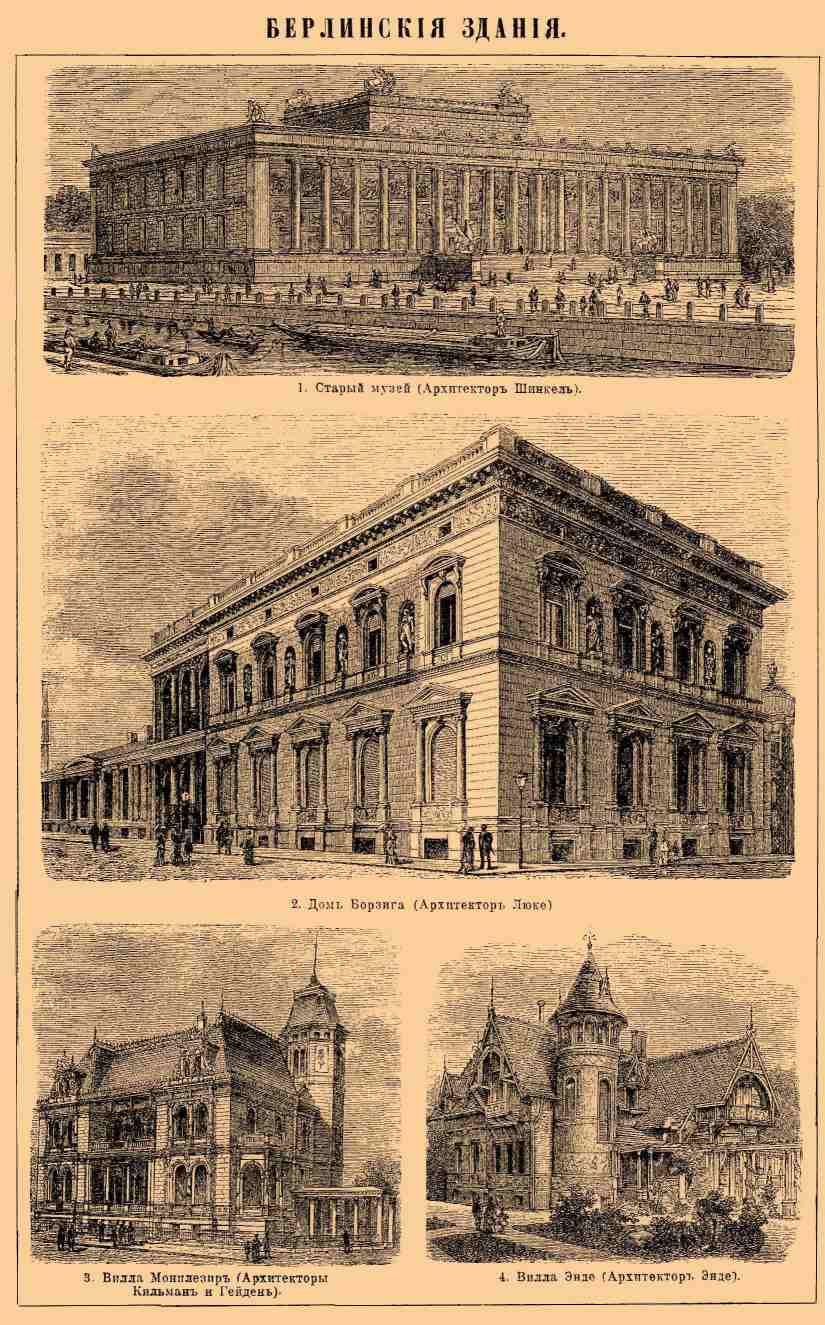 БЕРЛИНСКІЯ ЗДАНІЯ.
1. Старый музей (Архитекторъ Шинкель).
2. Домъ Борзига (Архитекторъ Люке)
3. Вилла Монплезиръ (Архитекторы
Кильманъ и Гейденъ).
4. Вилла Энде (Архитекторъ Энде).